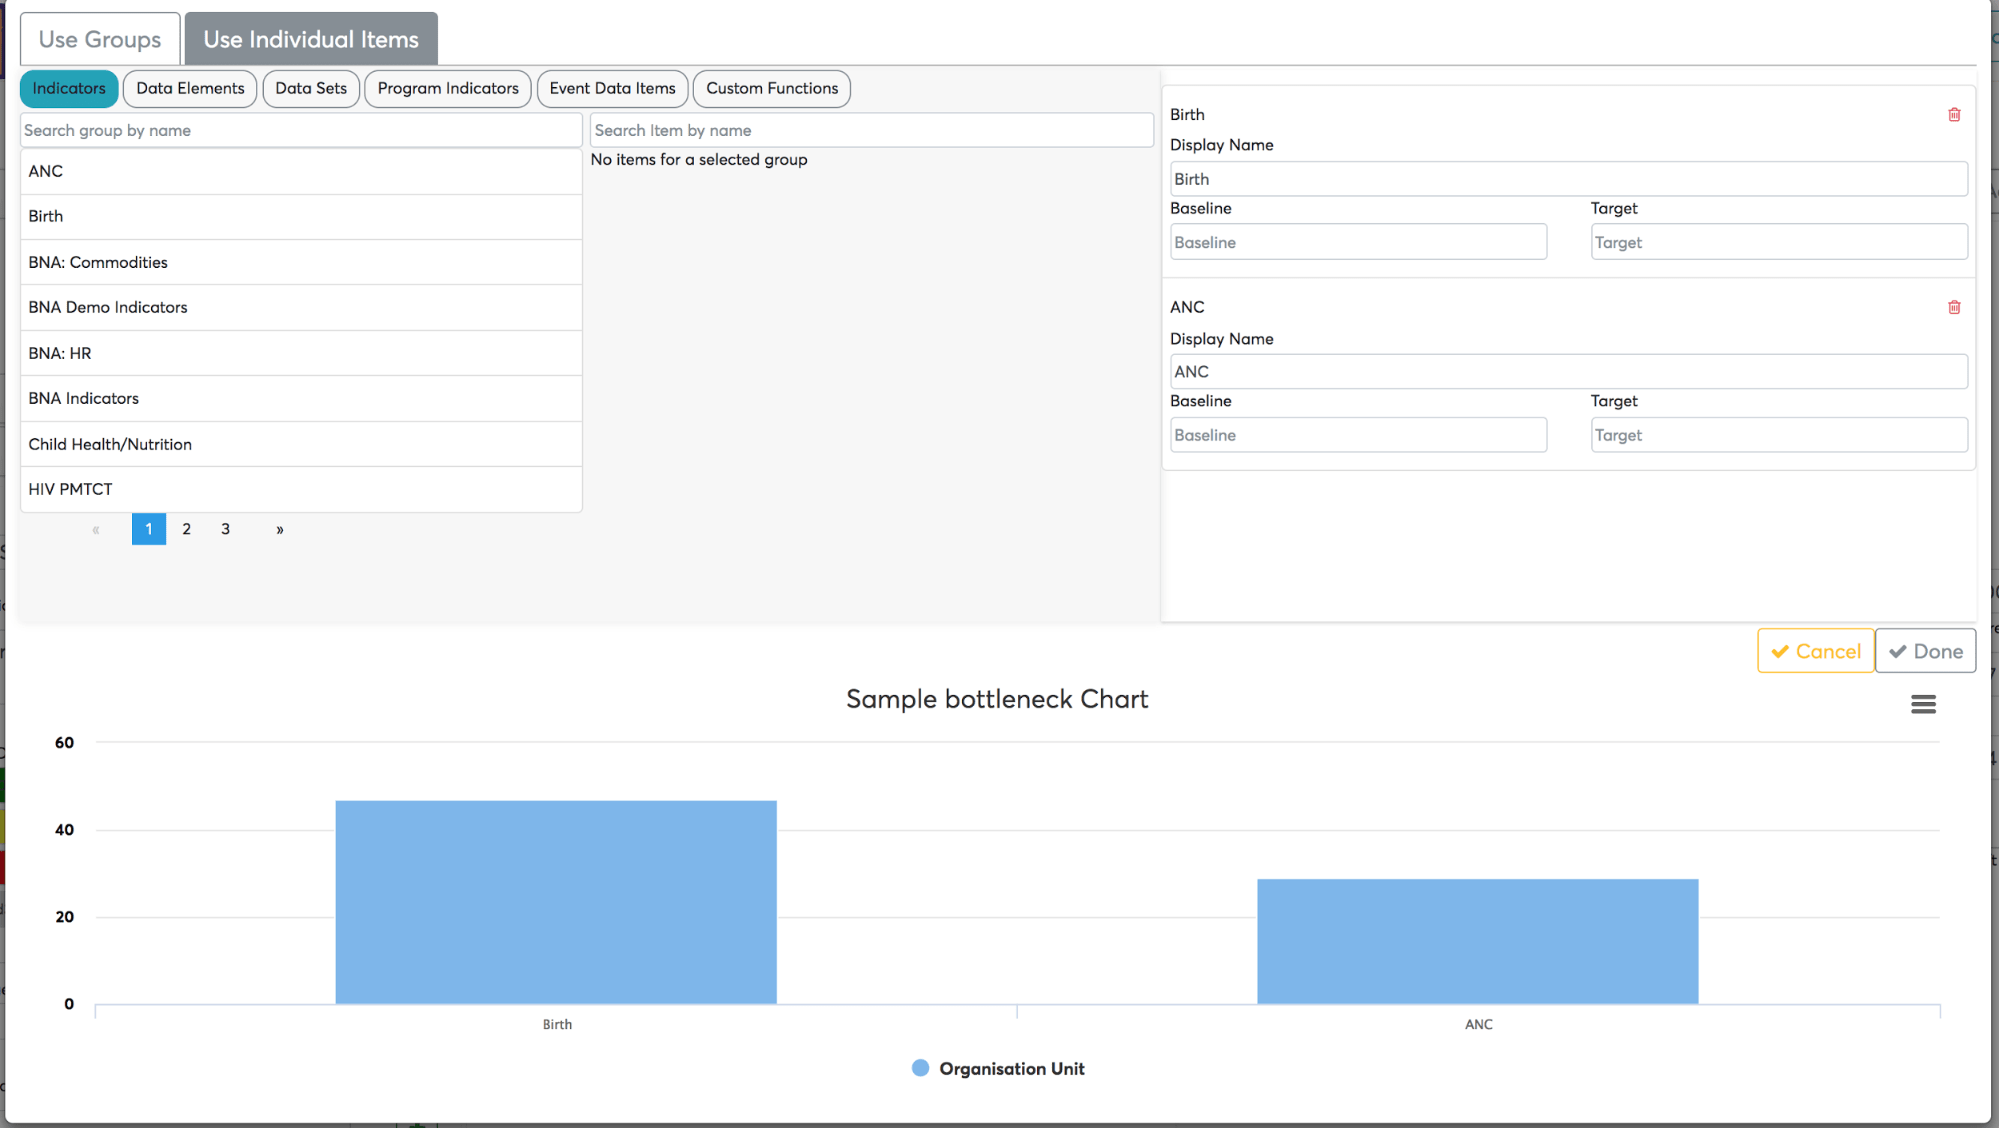 Use Groups
Use Individual Items
Indicators
Data Elements
Data Sets
Program Indicators
Event Data Items
Custom Functions
Search group by name
Search Item by name
No items for a selected group
ANC
Birth
BNA: Commodities
BNA Demo Indicators
BNA: HR
BNA Indicators
Child Health/Nutrition
HIV PMTCT
« 1 2 3 »
Birth
Display Name
Birth
Baseline Target
Baseline Target
ANC
Display Name
ANC
Baseline Target
Baseline Target
Cancel
Done
Sample bottleneck Chart
60
40
20
0
Birth ANC
Organisation Unit